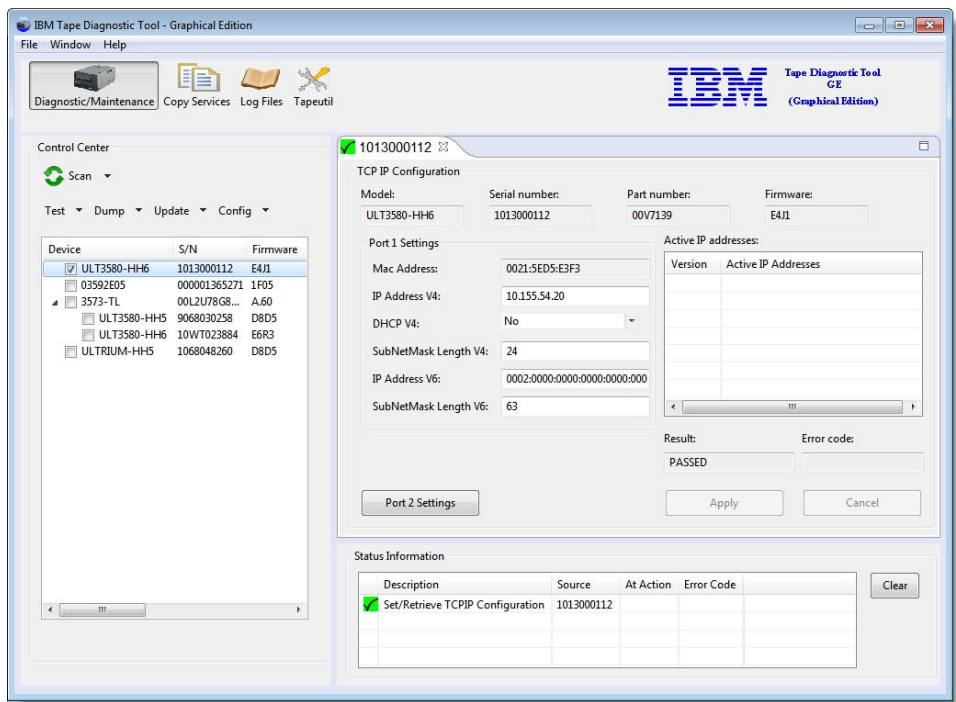 IBM Tape Diagnostic Tool - Graphical Edition
File Window Help
Diagnostic/Maintenance Copy Services Log Files Tapeutil
IBM
Tape Diagnostic Tool
GE
(Graphical Edition)
Control Center
Scan
Test Dump Update Config
Device S/N Firmware
ULT3580-HH6 1013000112 E4J1
03592E05 000001365271 1F05
3573-TL 00L2U78G8... A.60
ULT3580-HH5 9068030258 D8D5
ULT3580-HH6 10WT023884 E6R3
ULTRIUM-HH5 1068048260 D8D5
1013000112
TCP IP Configuration
Model: Serial number: Part number: Firmware:
ULT3580-HH6 1013000112 00V7139 E4J1
Port 1 Settings
Mac Address: 0021:5ED5:E3F3
IP Address V4: 10.155.54.20
DHCP V4: No
SubNetMask Length V4: 24
IP Address V6: 0002:0000:0000:0000:0000:000
SubNetMask Length V6: 63
Active IP addresses:
Version Active IP Addresses
Result: Error code:
PASSED
Port 2 Settings Apply Cancel
Status Information
Description Source At Action Error Code
Set/Retrieve TCPIP Configuration 1013000112
Clear